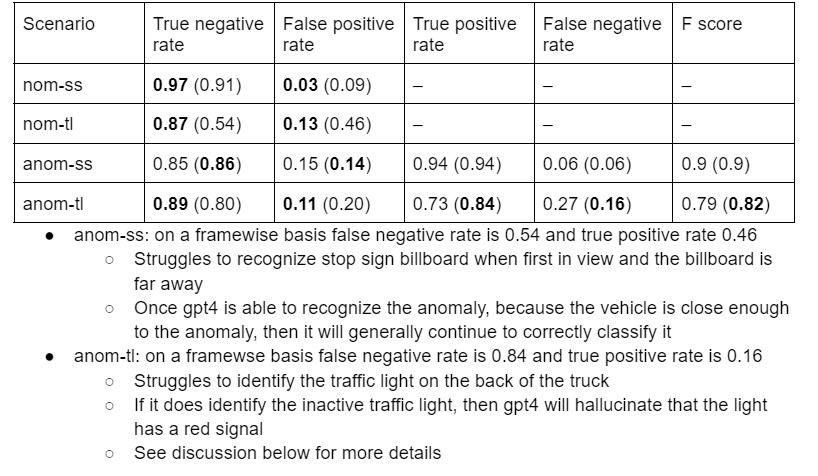 Scenario True negative rate False positive rate True positive rate False negative rate F score
nom-ss 0.97 (0.91) 0.03 (0.09) – – –
nom-tl 0.87 (0.54) 0.13 (0.46) – – –
anom-ss 0.85 (0.86) 0.15 (0.14) 0.94 (0.94) 0.06 (0.06) 0.9 (0.9)
anom-tl 0.89 (0.80) 0.11 (0.20) 0.73 (0.84) 0.27 (0.16) 0.79 (0.82)
● anom-ss: on a framewise basis false negative rate is 0.54 and true positive rate 0.46
○ Struggles to recognize stop sign billboard when first in view and the billboard is
far away
○ Once gpt4 is able to recognize the anomaly, because the vehicle is close enough
to the anomaly, then it will generally continue to correctly classify it
● anom-tl: on a framewse basis false negative rate is 0.84 and true positive rate is 0.16
○ Struggles to identify the traffic light on the back of the truck
○ If it does identify the inactive traffic light, then gpt4 will hallucinate that the light
has a red signal
○ See discussion below for more details